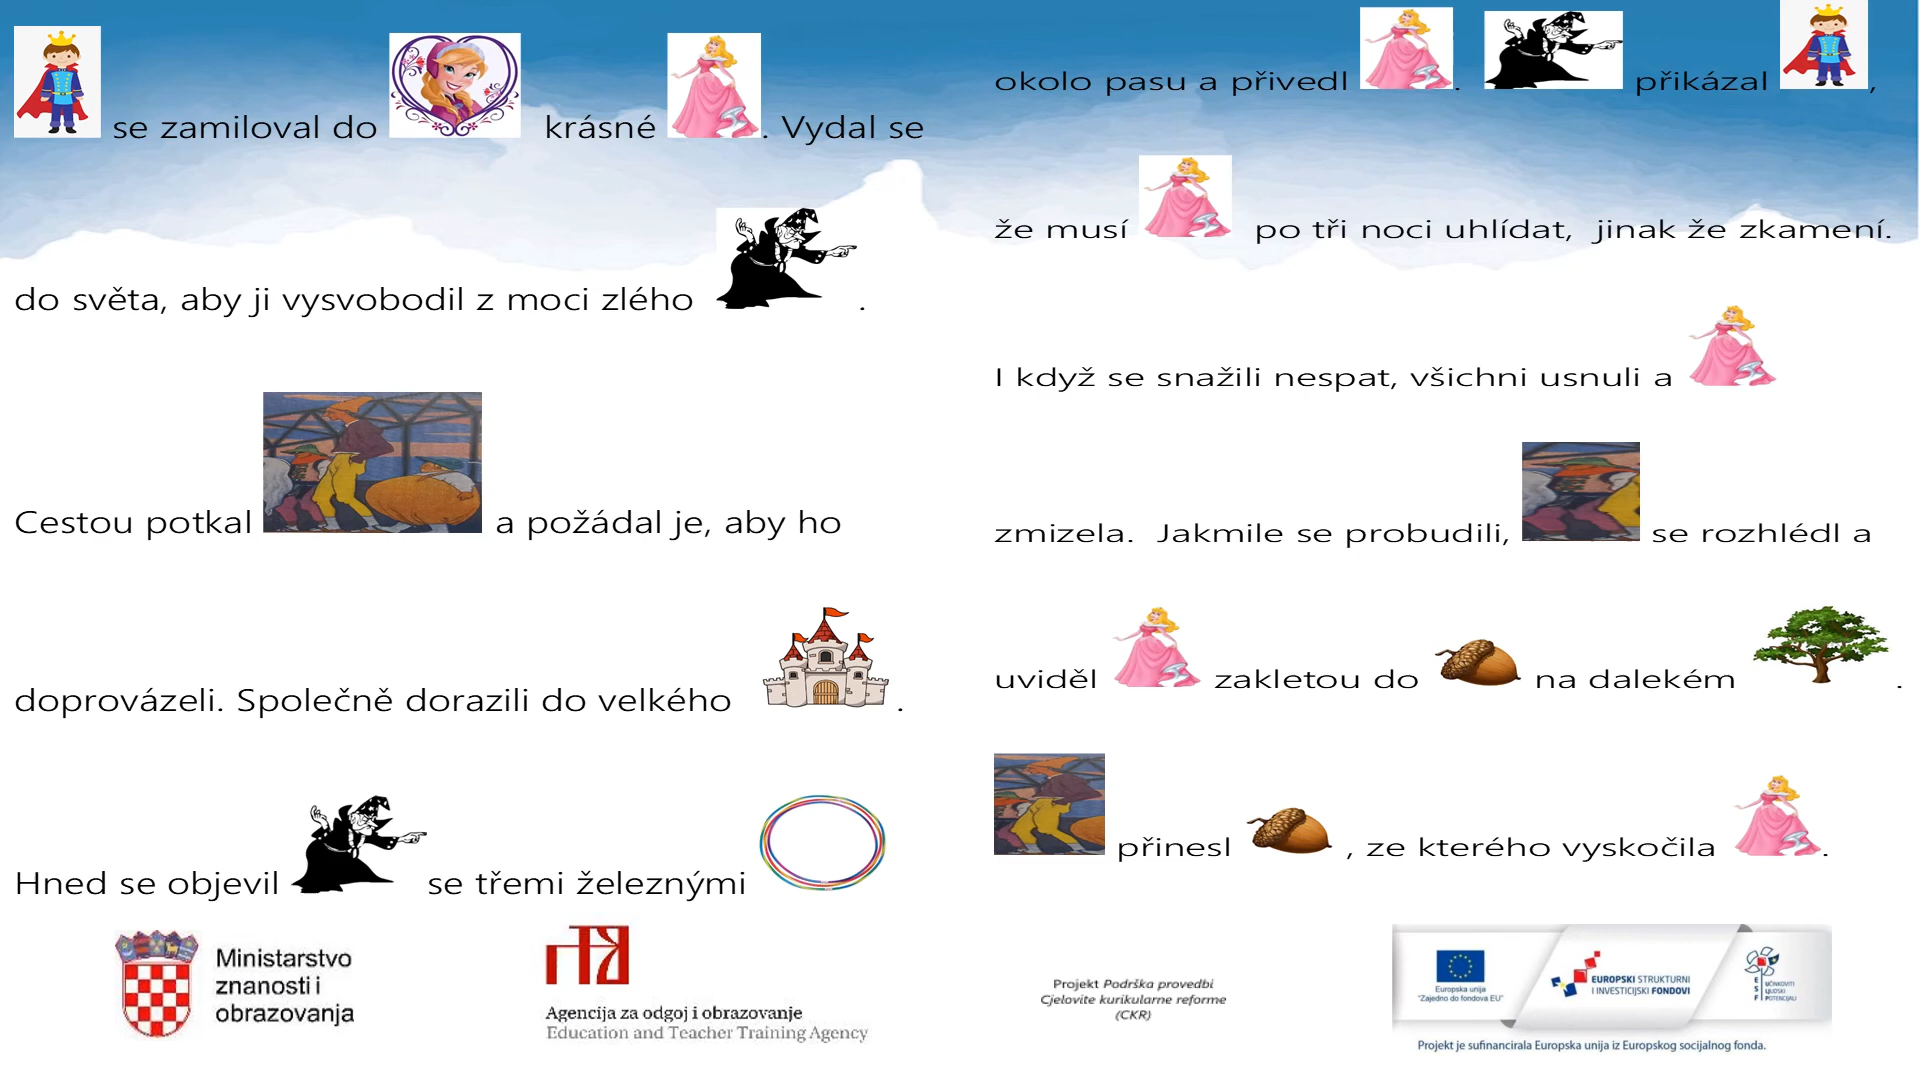 se zamiloval do krásné . Vydal se
do světa, aby ji vysvobodil z moci zlého .
Cestou potkal a požádal je, aby ho
doprovázeli. Společně dorazili do velkého .
Hned se objevil se třemi železnými
okolo pasu a přivedl . přikázal ,
že musí po tři noci uhlídat, jinak že zkamení.
I když se snažili nespat, všichni usnuli a
zmizela. Jakmile se probudili, se rozhlédl a
uviděl zakletou do na dalekém .
přinesl , ze kterého vyskočila .
Ministarstvo
znanosti i
obrazovanja
Agencija za odgoj i obrazovanje
Education and Teacher Training Agency
Projekt Podrška provedbi
Cjelovite kurikularne reforme
(CKR)
Europska unija
"Zajedno do fondova EU"
EUROPSKI STRUKTURNI
I INVESTICIJSKI FONDOVI
ESF
UČINKOVITI
LJUDSKI
POTENCIJALI
Projekt je sufinancirala Europska unija iz Europskog socijalnog fonda.